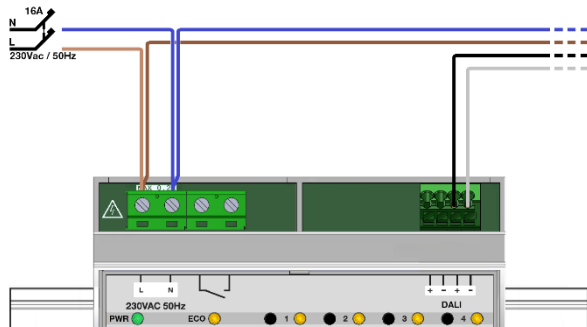 16A
N
L
230Vac / 50Hz
L N
+ - + -
230VAC 50Hz
DALI
PWR ECO 1 2 3 4